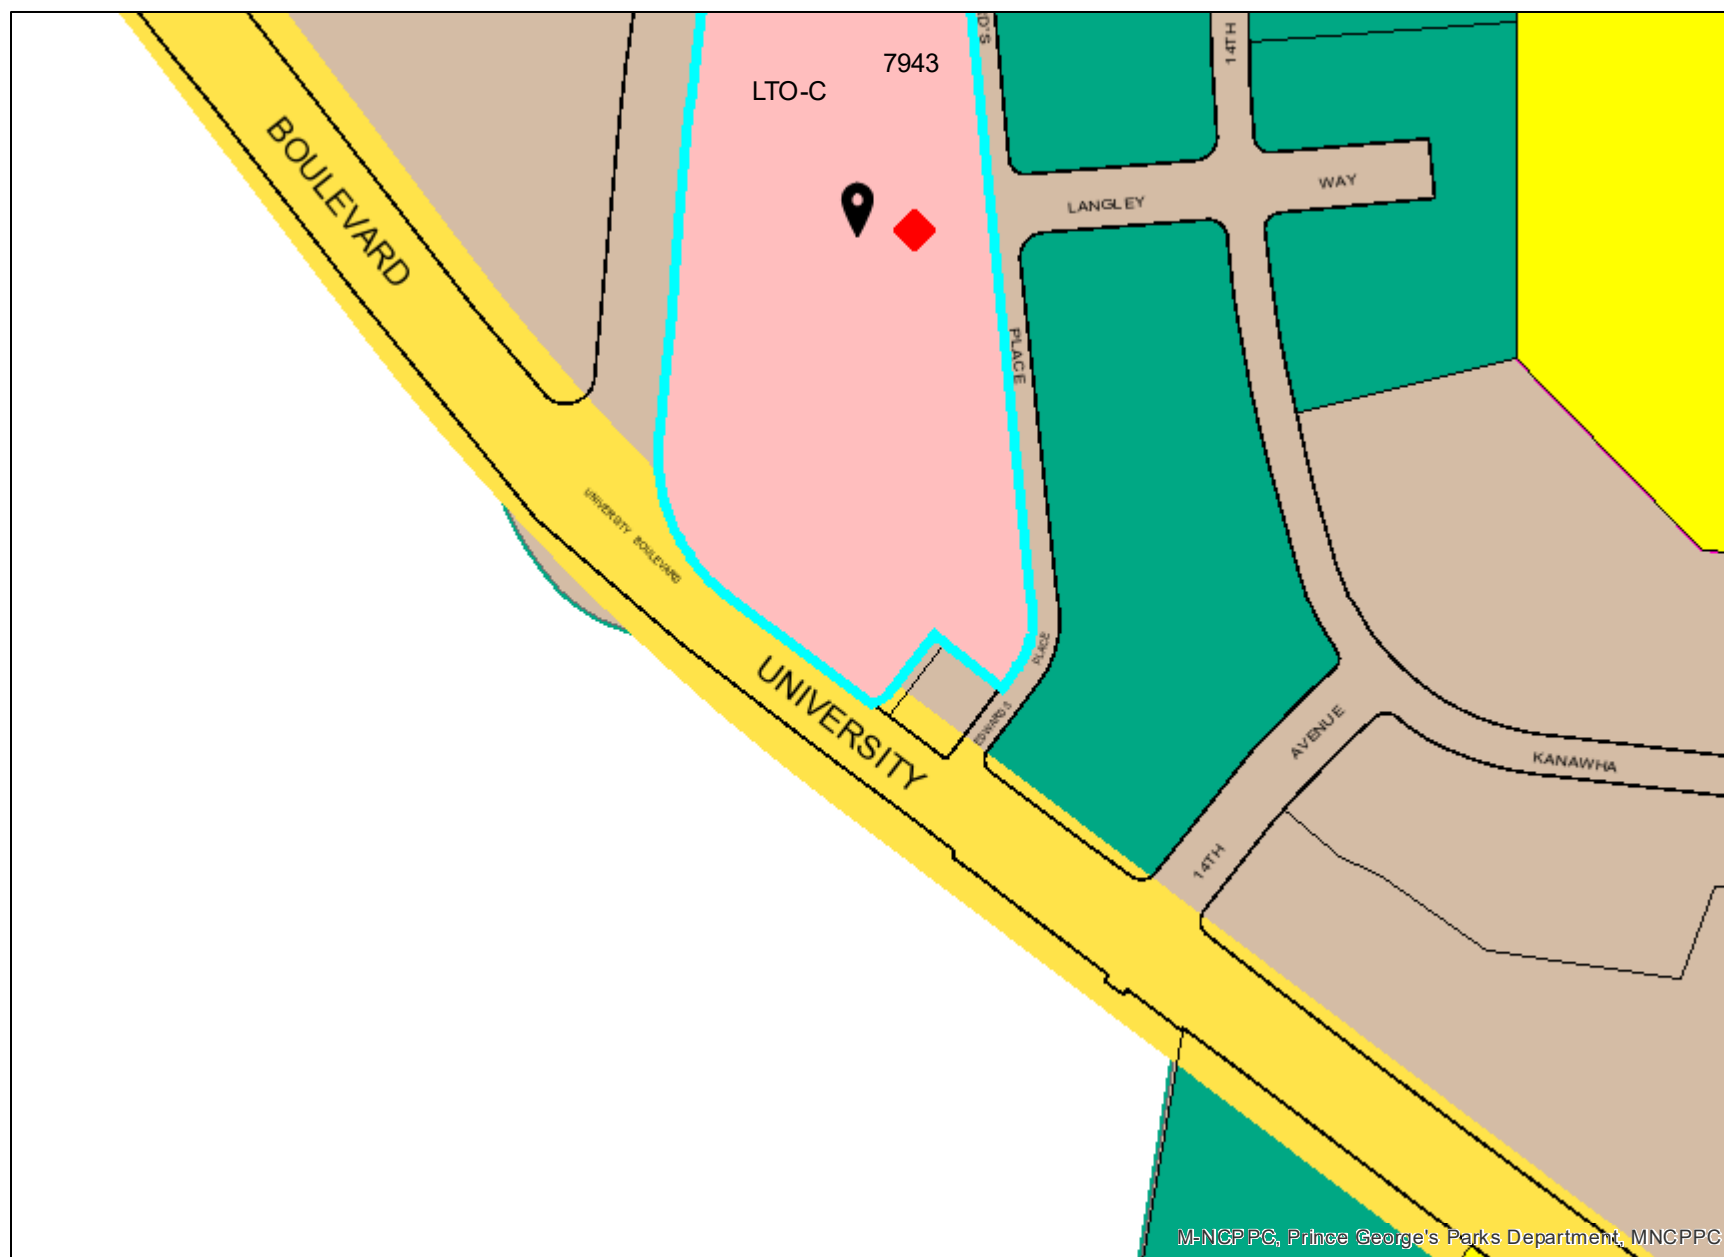 D'S
14TH
7943
LTO-C
BOULEVARD
WAY
LANGLEY
PLACE
UNIVERSITY BOULEVARD
PLACE
UNIVERSITY
EDWARD'S
AVENUE
KANAWHA
14TH
M-NCPPC, Prince George's Parks Department, MNCPPC